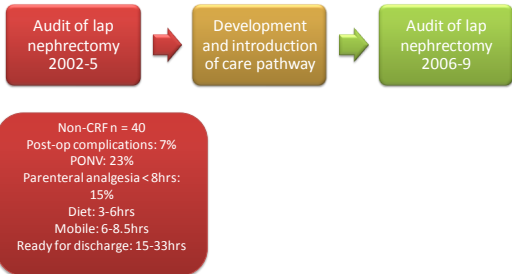 Audit of lap
nephrectomy
2002-5
Development
and introduction
of care pathway
Audit of lap
nephrectomy
2006-9
Non-CRF n = 40
Post-op complications: 7%
PONV: 23%
Parenteral analgesia < 8hrs:
15%
Diet: 3-6hrs
Mobile: 6-8.5hrs
Ready for discharge: 15-33hrs